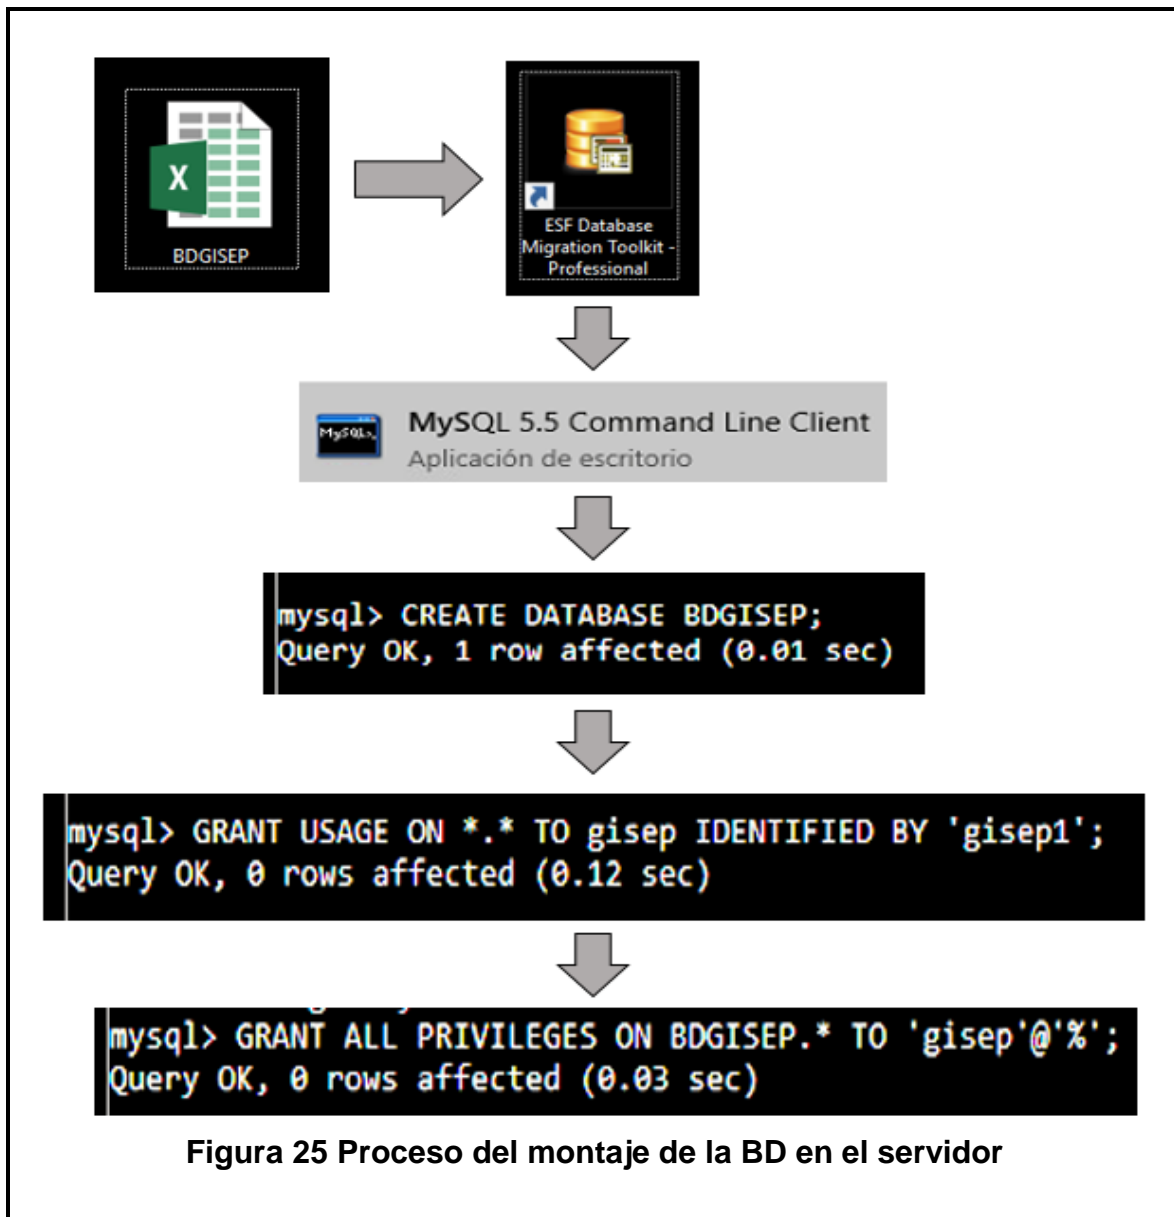 X
BDGISEP
ESF Database
Migration Toolkit -
Professional
MySQL>_
MySQL 5.5 Command Line Client
Aplicación de escritorio
mysql> CREATE DATABASE BDGISEP;
Query OK, 1 row affected (0.01 sec)
mysql> GRANT USAGE ON *.* TO gisep IDENTIFIED BY 'gisep1';
Query OK, 0 rows affected (0.12 sec)
mysql> GRANT ALL PRIVILEGES ON BDGISEP.* TO 'gisep'@'%';
Query OK, 0 rows affected (0.03 sec)
Figura 25 Proceso del montaje de la BD en el servidor